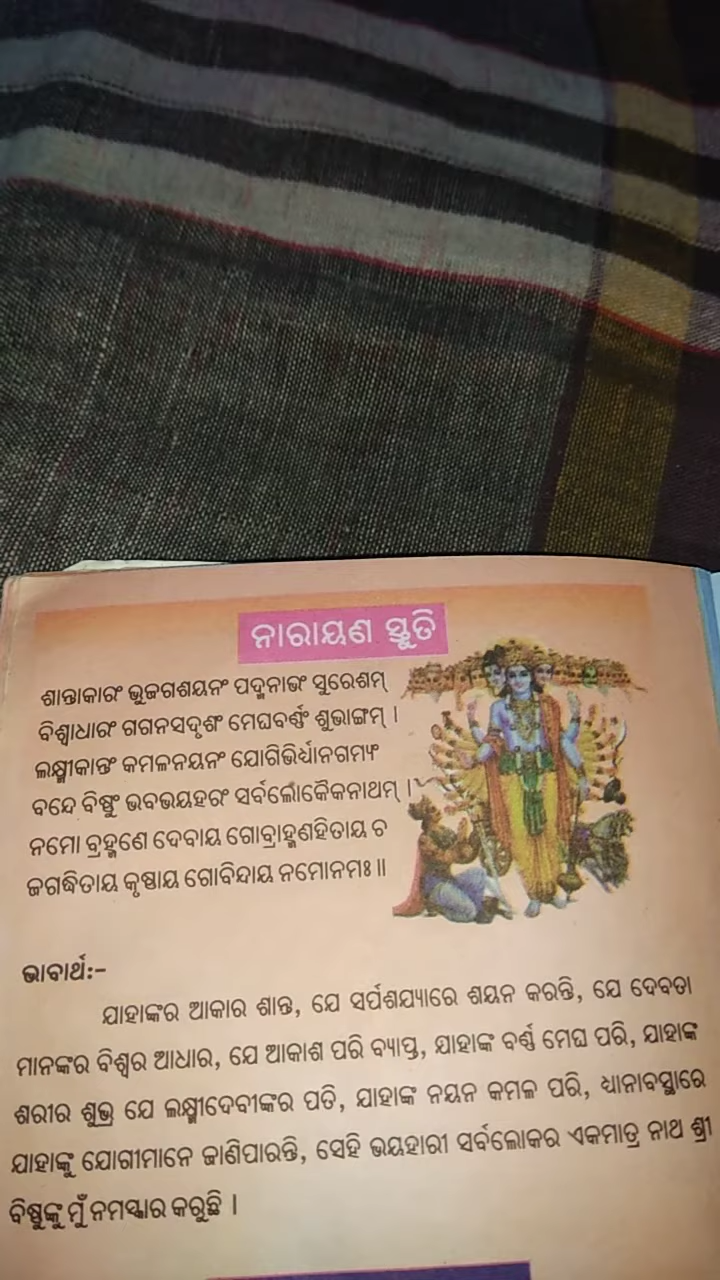 ନାରାୟଣ ସ୍ତୁତି
ଶାନ୍ତାକାରଂ ଭୁଜଗଶୟନଂ ପଦ୍ମନାଭଂ ସୁରେଶମ୍
ବିଶ୍ୱାଧାରଂ ଗଗନସଦୃଶଂ ମେଘବର୍ଣ୍ଣଂ ଶୁଭାଙ୍ଗମ୍ ।
ଲକ୍ଷ୍ମୀକାନ୍ତଂ କମଳନୟନଂ ଯୋଗିଭିର୍ଧ୍ୟାନଗମ୍ୟଂ
ବନ୍ଦେ ବିଷ୍ଣୁଂ ଭବଭୟହରଂ ସର୍ବଲୋକୈକନାଥମ୍ ।
ନମୋ ବ୍ରହ୍ମଣେ ଦେବାୟ ଗୋବ୍ରାହ୍ମଣହିତାୟ ଚ
ଜଗଦ୍ଧିତାୟ କୃଷ୍ଣାୟ ଗୋବିନ୍ଦାୟ ନମୋନମଃ ॥
ଭାବାର୍ଥ:-
ଯାହାଙ୍କର ଆକାର ଶାନ୍ତ, ଯେ ସର୍ପଶଯ୍ୟାରେ ଶୟନ କରନ୍ତି, ଯେ ଦେବତା
ମାନଙ୍କର ବିଶ୍ୱର ଆଧାର, ଯେ ଆକାଶ ପରି ବ୍ୟାପ୍ତ, ଯାହାଙ୍କ ବର୍ଣ୍ଣ ମେଘ ପରି, ଯାହାଙ୍କ
ଶରୀର ଶୁଭ୍ର ଯେ ଲକ୍ଷ୍ମୀଦେବୀଙ୍କର ପତି, ଯାହାଙ୍କ ନୟନ କମଳ ପରି, ଧ୍ୟାନାବସ୍ଥାରେ
ଯାହାଙ୍କୁ ଯୋଗୀମାନେ ଜାଣିପାରନ୍ତି, ସେହି ଭୟହାରୀ ସର୍ବଲୋକର ଏକମାତ୍ର ନାଥ ଶ୍ରୀ
ବିଷ୍ଣୁଙ୍କୁ ମୁଁ ନମସ୍କାର କରୁଛି ।